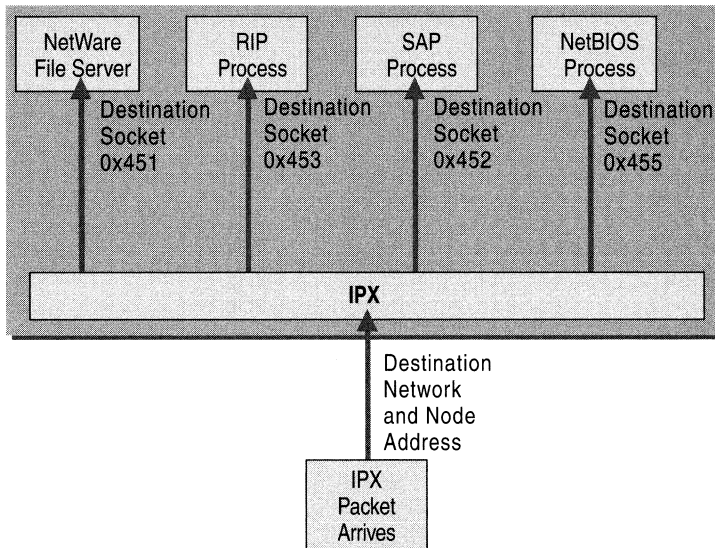 NetWare
File Server
RIP
Process
SAP
Process
NetBIOS
Process
Destination
Socket
0x451
Destination
Socket
0x453
Destination
Socket
0x452
Destination
Socket
0x455
IPX
Destination
Network
and Node
Address
IPX
Packet
Arrives